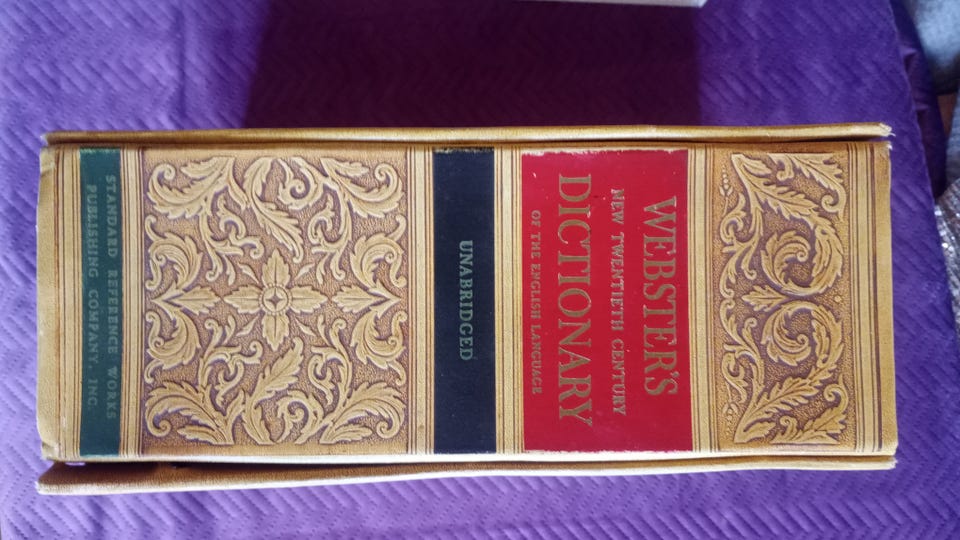 WEBSTER'S
NEW TWENTIETH CENTURY
DICTIONARY
OF THE ENGLISH LANGUAGE
UNABRIDGED
STANDARD REFERENCE WORKS
PUBLISHING COMPANY, INC.